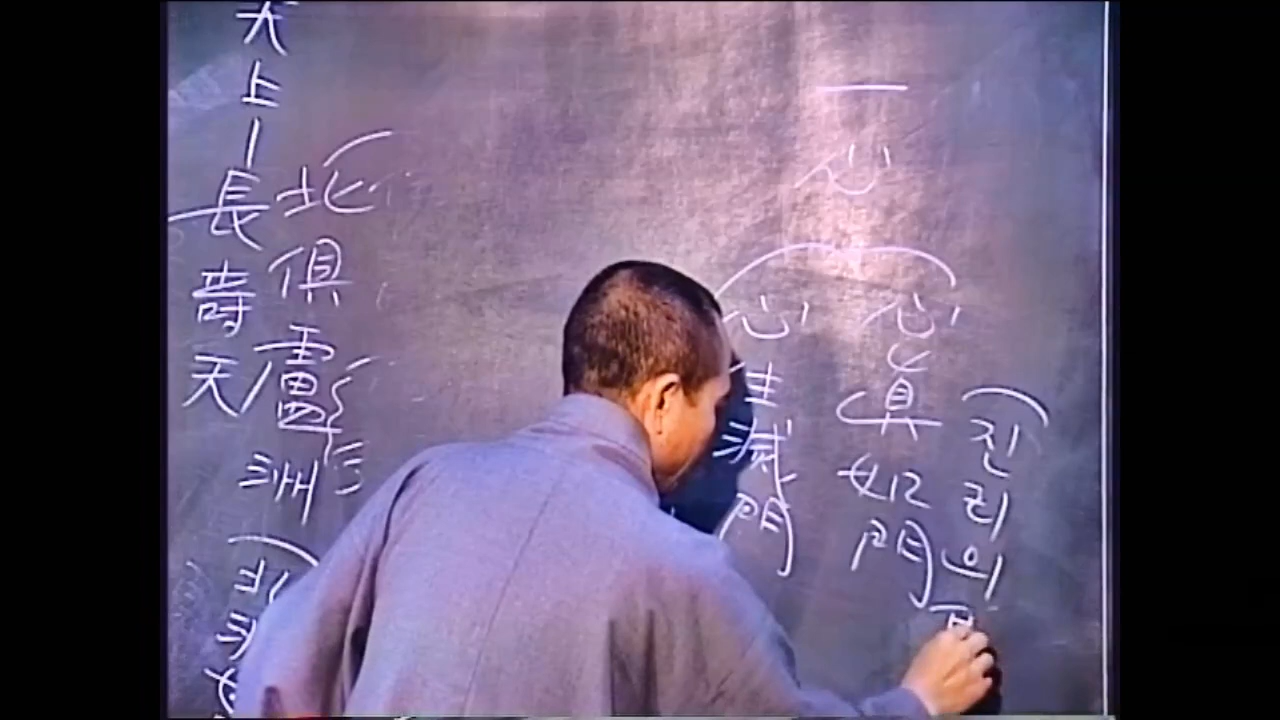 一心
心眞如門
(진리의
心生滅門
北俱盧洲
天上ㅣ長壽天